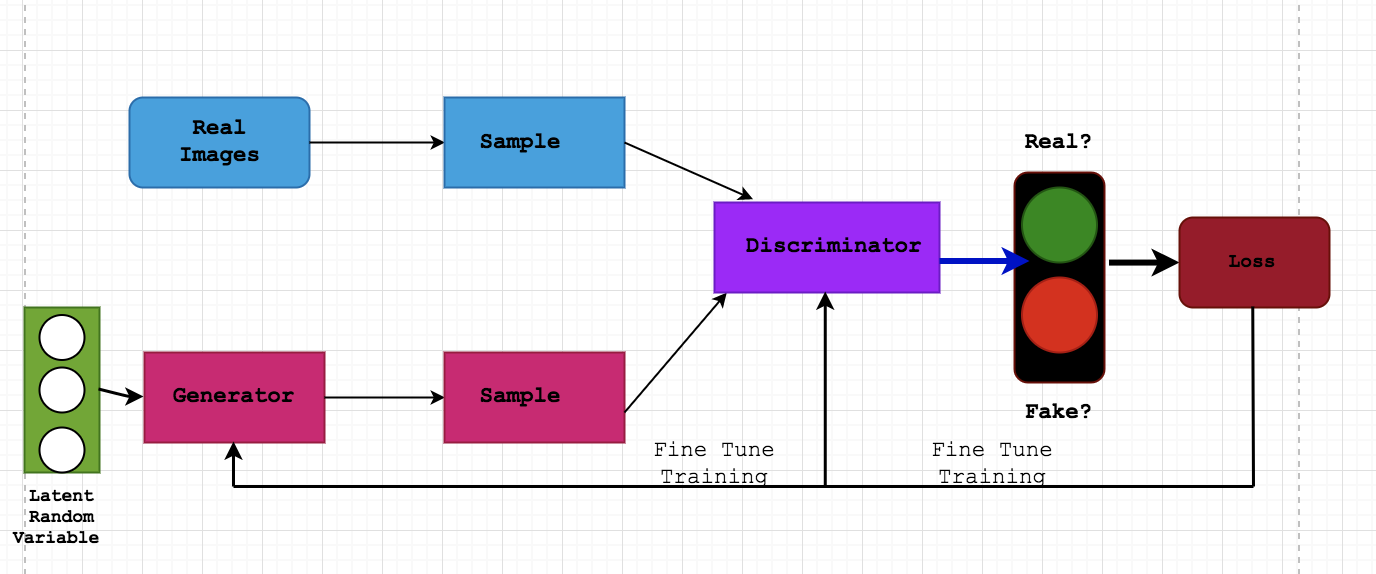 Real
Images
Sample
Real?
Discriminator
Loss
Generator
Sample
Fake?
Fine Tune
Training
Fine Tune
Training
Latent
Random
Variable